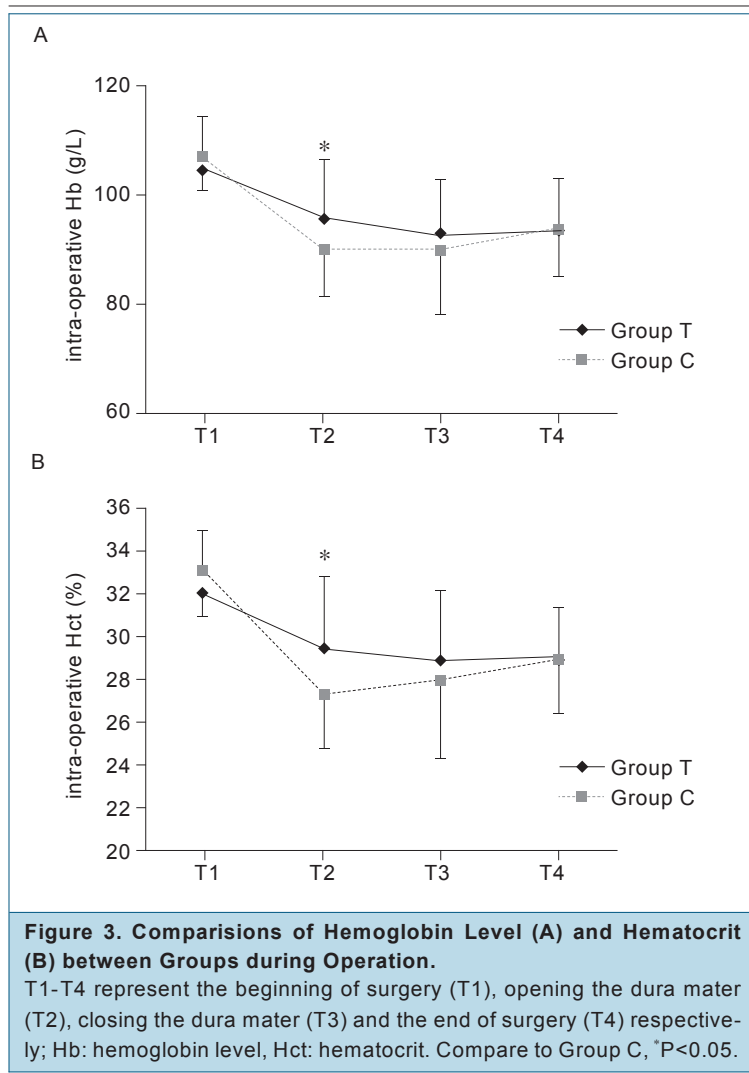 A
120
100
80
60
intra-operative Hb (g/L)
*
Group T
Group C
T1 T2 T3 T4
B
36
34
32
30
28
26
24
22
20
intra-operative Hct (%)
*
Group T
Group C
T1 T2 T3 T4
Figure 3. Comparisions of Hemoglobin Level (A) and Hematocrit
(B) between Groups during Operation.
T1-T4 represent the beginning of surgery (T1), opening the dura mater
(T2), closing the dura mater (T3) and the end of surgery (T4) respective-
ly; Hb: hemoglobin level, Hct: hematocrit. Compare to Group C, *P<0.05.